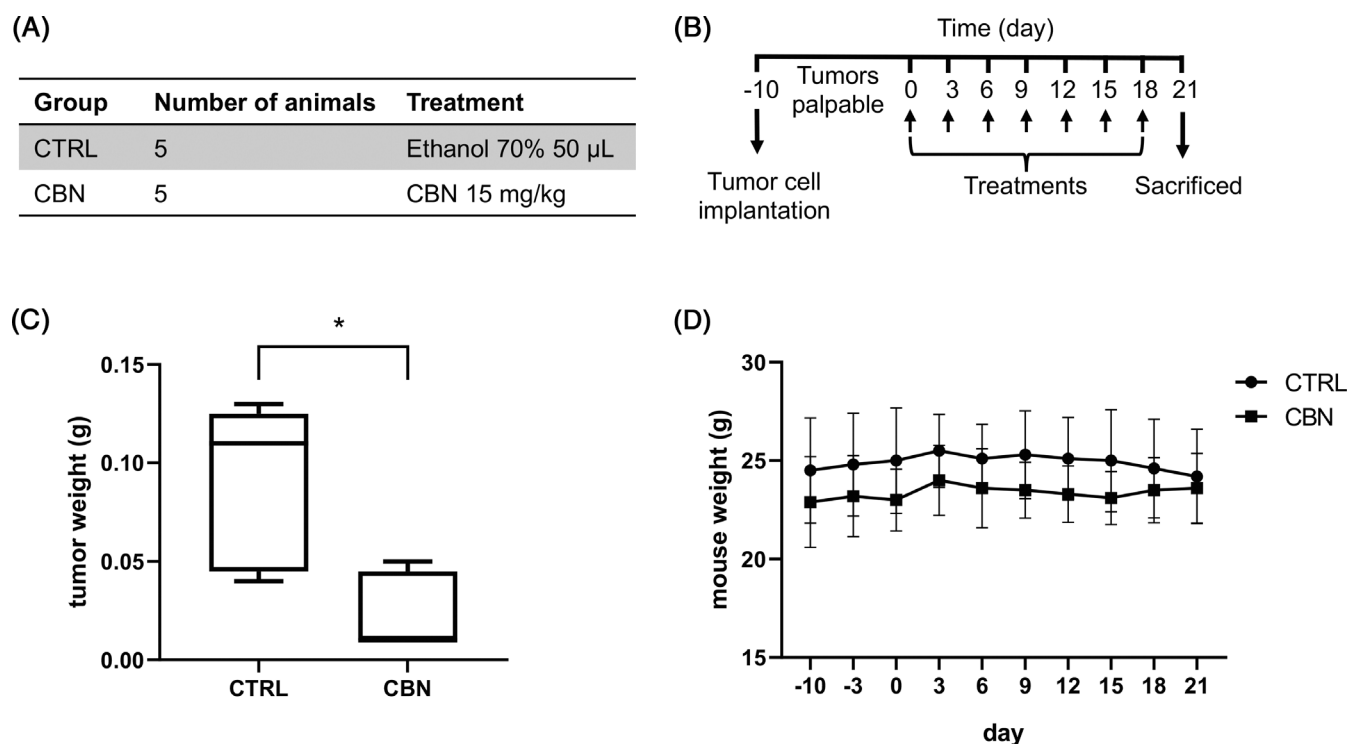 (A)
Group Number of animals Treatment
CTRL 5 Ethanol 70% 50 µL
CBN 5 CBN 15 mg/kg
(B)
Time (day)
-10 Tumors palpable 0 3 6 9 12 15 18 21
Tumor cell implantation
Treatments
Sacrificed
(C)
*
tumor weight (g)
0.15
0.10
0.05
0.00
CTRL CBN
(D)
mouse weight (g)
30
25
20
15
-10 -3 0 3 6 9 12 15 18 21
day
CTRL
CBN